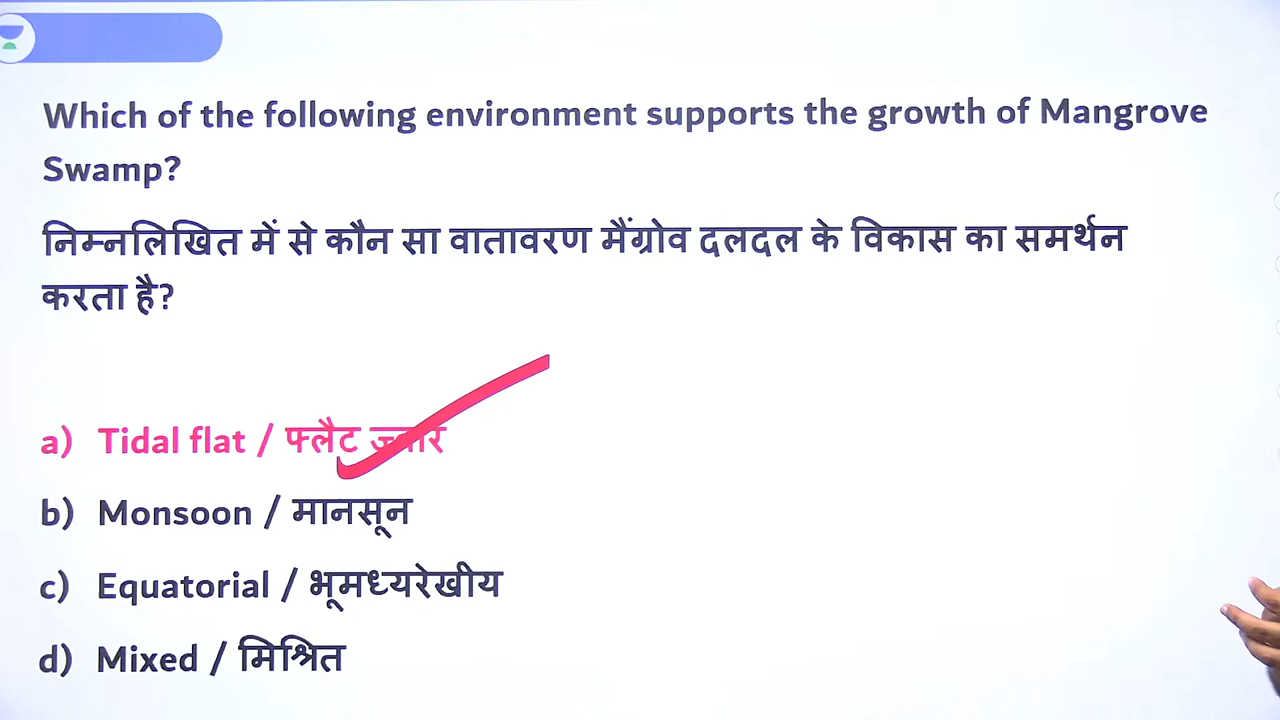 Which of the following environment supports the growth of Mangrove
Swamp?
निम्नलिखित में से कौन सा वातावरण मैंग्रोव दलदल के विकास का समर्थन
करता है?
a) Tidal flat / फ्लैट ज्वार
b) Monsoon / मानसून
c) Equatorial / भूमध्यरेखीय
d) Mixed / मिश्रित